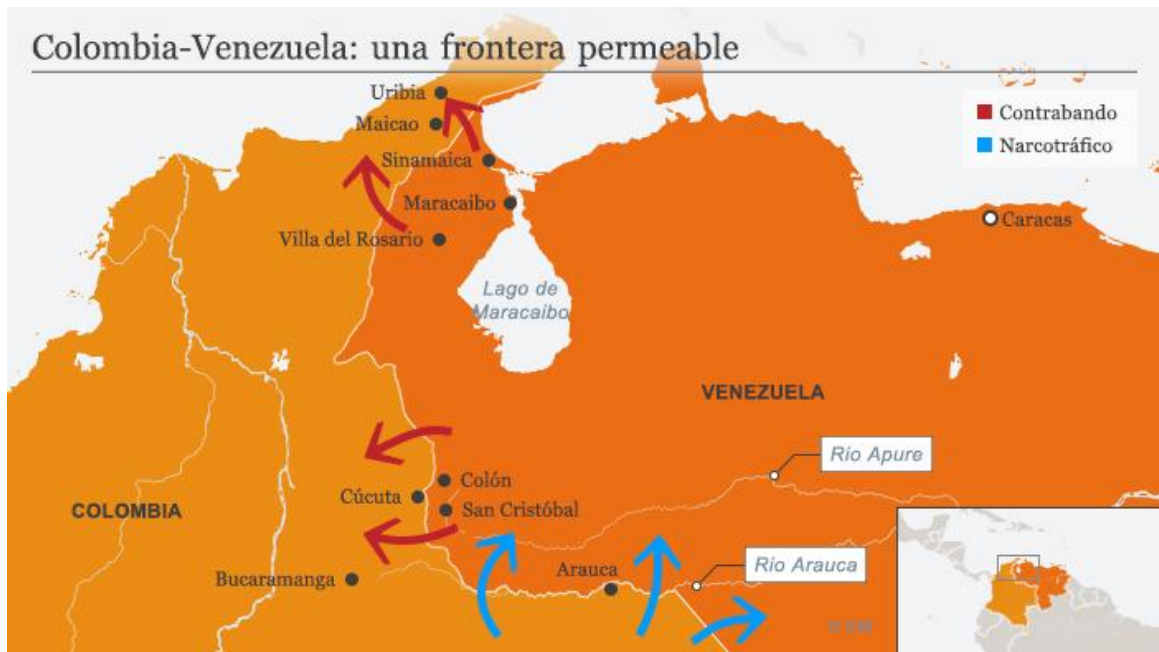 Colombia-Venezuela: una frontera permeable
Uribia
Contrabando
Maicao
Narcotráfico
Sinamaica
Maracaibo
Caracas
Villa del Rosario
Lago de
Maracaibo
VENEZUELA
Río Apure
Colón
Cúcuta
San Cristóbal
COLOMBIA
Río Arauca
Arauca
Bucaramanga